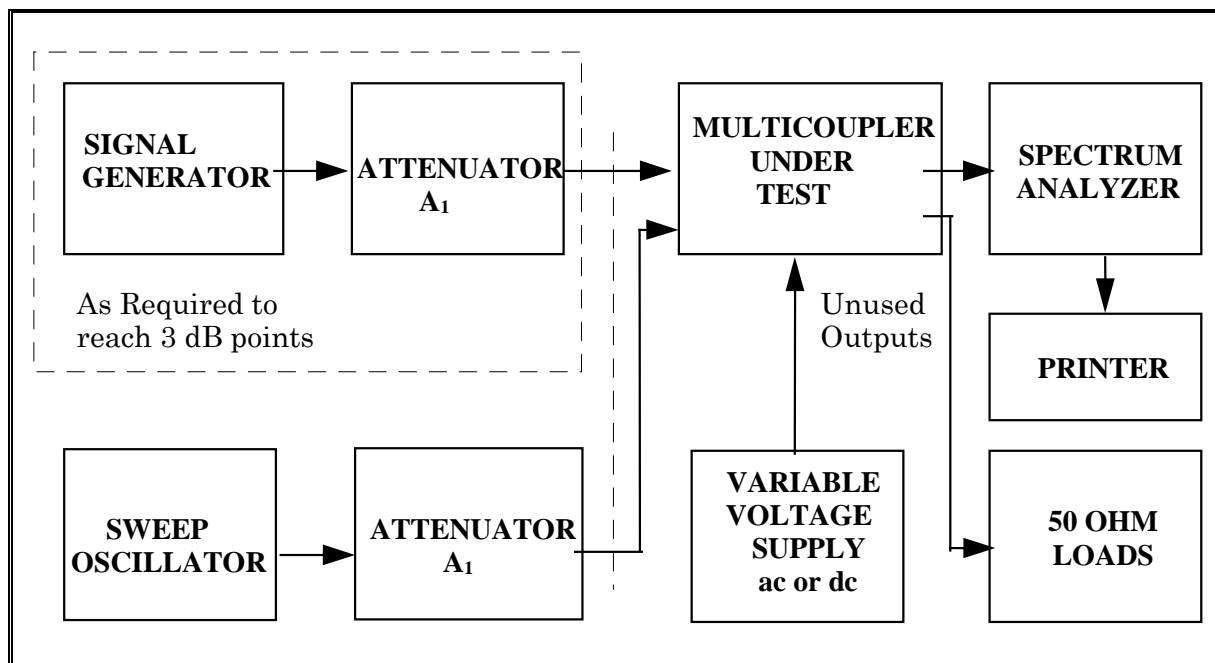 SIGNAL
GENERATOR
ATTENUATOR
A1
MULTICOUPLER
UNDER
TEST
SPECTRUM
ANALYZER
As Required to
reach 3 dB points
Unused
Outputs
PRINTER
SWEEP
OSCILLATOR
ATTENUATOR
A1
VARIABLE
VOLTAGE
SUPPLY
ac or dc
50 OHM
LOADS